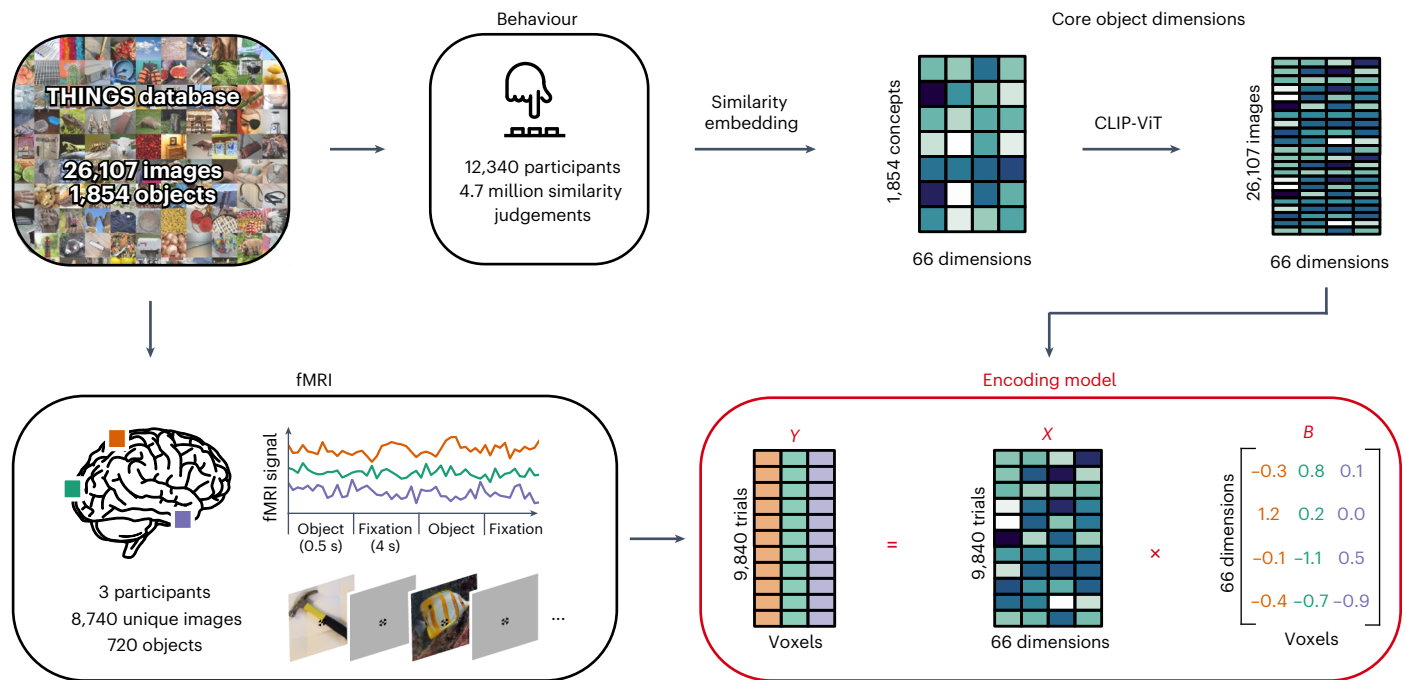 Behaviour
Core object dimensions
THINGS database
26,107 images
1,854 objects
12,340 participants
4.7 million similarity
judgements
Similarity
embedding
1,854 concepts
66 dimensions
CLIP-ViT
26,107 images
66 dimensions
fMRI
3 participants
8,740 unique images
720 objects
fMRI signal
Object
(0.5 s)
Fixation
(4 s)
Object
Fixation
...
Encoding model
Y
9,840 trials
Voxels
=
X
9,840 trials
66 dimensions
×
B
66 dimensions
–0.3 0.8 0.1
1.2 0.2 0.0
–0.1 –1.1 0.5
–0.4 –0.7 –0.9
Voxels